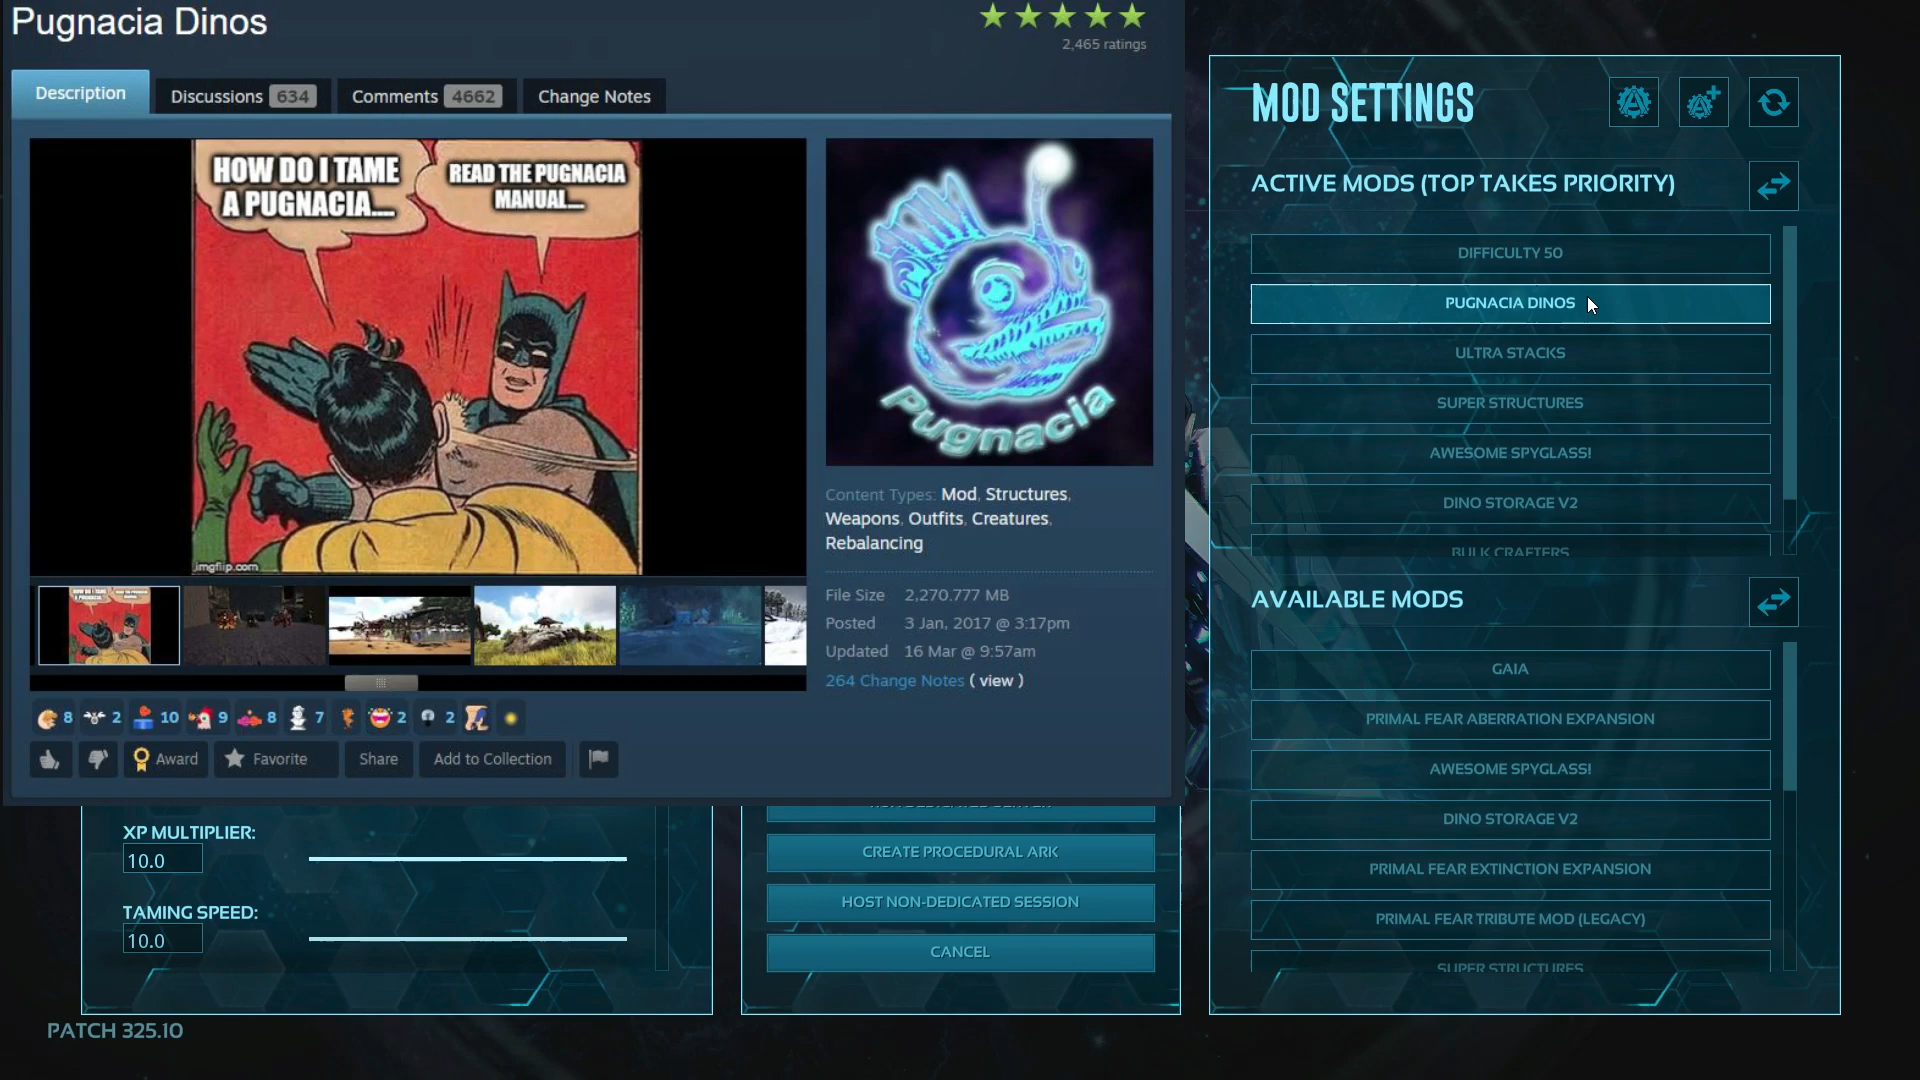 Pugnacia Dinos
2,465 ratings
Description
Discussions 634
Comments 4662
Change Notes
HOW DO I TAME
A PUGNACIA....
READ THE PUGNACIA
MANUAL...
imgflip.com
Pugnacia
Content Types: Mod, Structures,
Weapons, Outfits, Creatures,
Rebalancing
File Size 2,270.777 MB
Posted 3 Jan, 2017 @ 3:17pm
Updated 16 Mar @ 9:57am
264 Change Notes ( view )
8 2 10 9 8 7 2 2
Award
Favorite
Share
Add to Collection
XP MULTIPLIER:
10.0
TAMING SPEED:
10.0
PATCH 325.10
RUN DEDICATED SERVER
CREATE PROCEDURAL ARK
HOST NON-DEDICATED SESSION
CANCEL
MOD SETTINGS
ACTIVE MODS (TOP TAKES PRIORITY)
DIFFICULTY 50
PUGNACIA DINOS
ULTRA STACKS
SUPER STRUCTURES
AWESOME SPYGLASS!
DINO STORAGE V2
BULK CRAFTERS
AVAILABLE MODS
GAIA
PRIMAL FEAR ABERRATION EXPANSION
AWESOME SPYGLASS!
DINO STORAGE V2
PRIMAL FEAR EXTINCTION EXPANSION
PRIMAL FEAR TRIBUTE MOD (LEGACY)
SUPER STRUCTURES